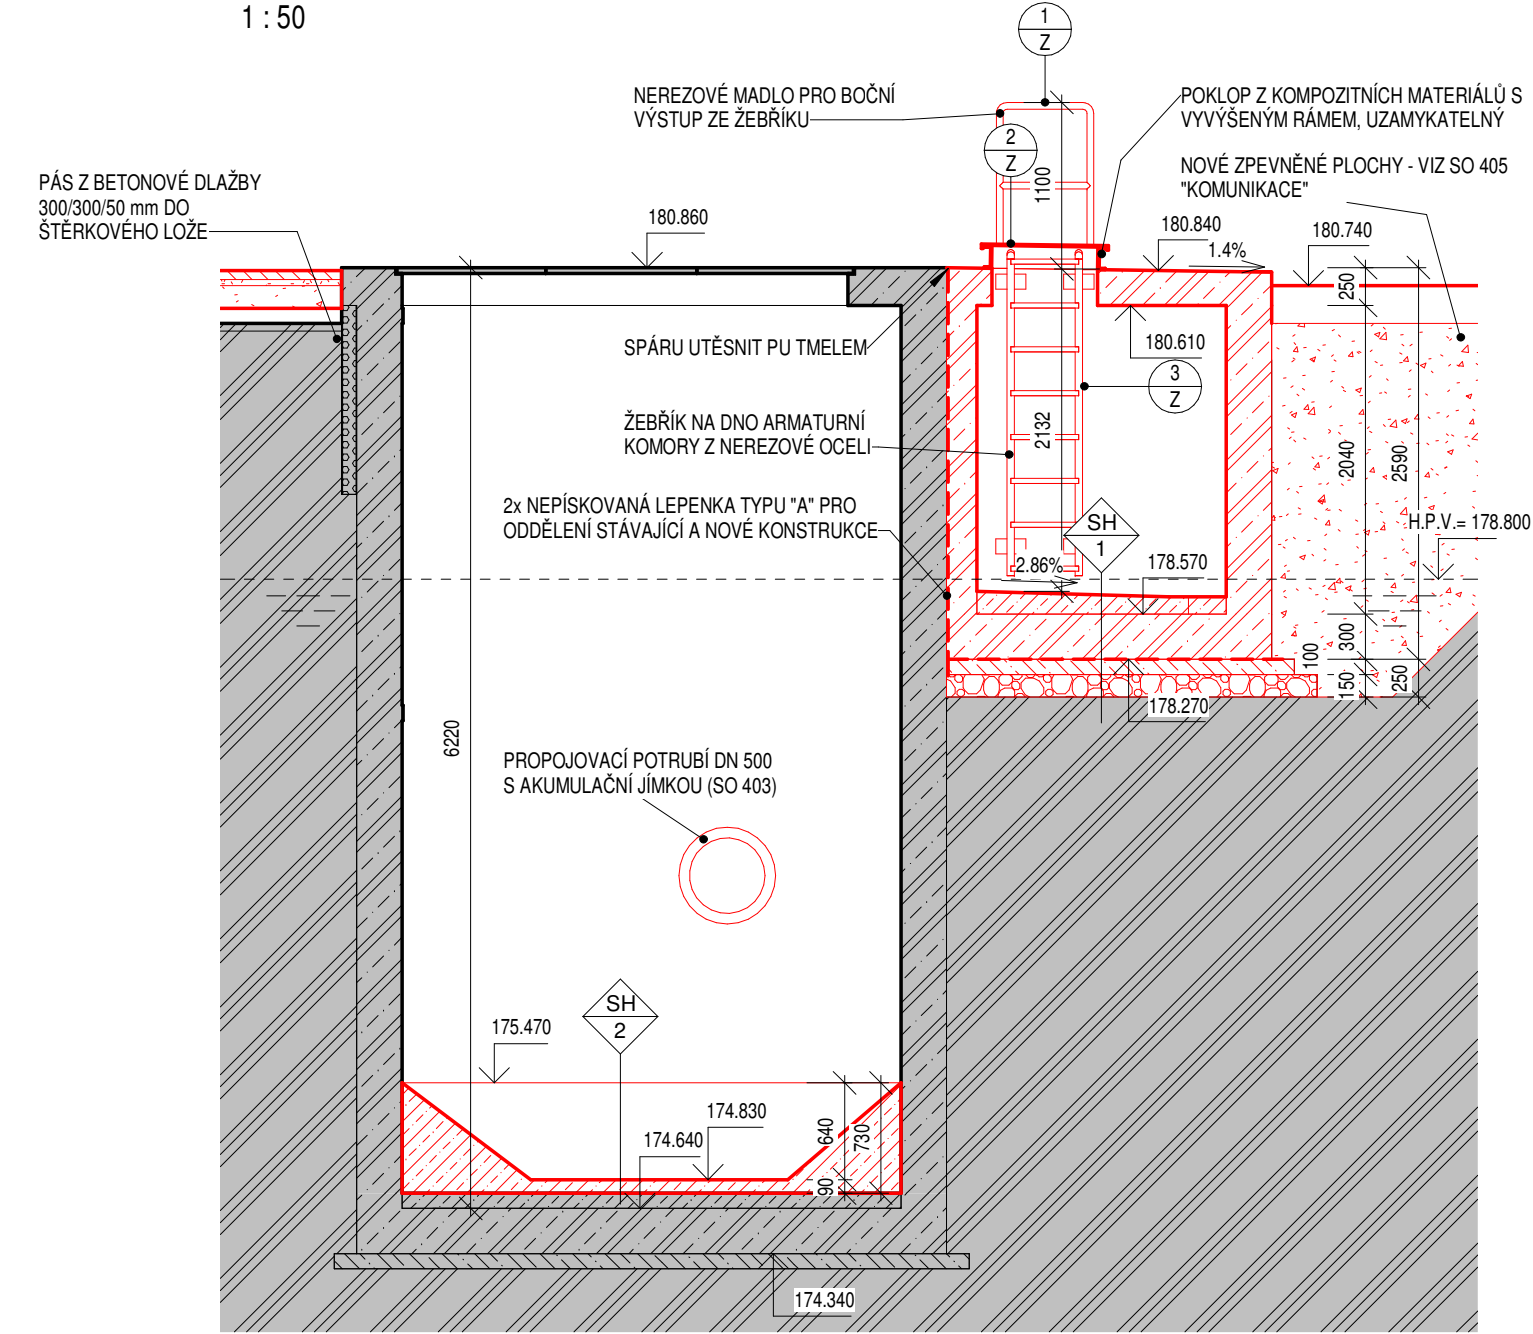 1 : 50
1
Z
NEREZOVÉ MADLO PRO BOČNÍ
VÝSTUP ZE ŽEBŘÍKU
2
Z
1100
POKLOP Z KOMPOZITNÍCH MATERIÁLŮ S
VYVÝŠENÝM RÁMEM, UZAMYKATELNÝ
NOVÉ ZPEVNĚNÉ PLOCHY - VIZ SO 405
"KOMUNIKACE"
PÁS Z BETONOVÉ DLAŽBY
300/300/50 mm DO
ŠTĚRKOVÉHO LOŽE
180.860
180.840
1.4%
180.740
250
SPÁRU UTĚSNIT PU TMELEM
180.610
3
Z
ŽEBŘÍK NA DNO ARMATURNÍ
KOMORY Z NEREZOVÉ OCELI
2132
2040
2590
2x NEPÍSKOVANÁ LEPENKA TYPU "A" PRO
ODDĚLENÍ STÁVAJÍCÍ A NOVÉ KONSTRUKCE
SH
1
H.P.V.= 178.800
2.86%
178.570
300
100
150
250
178.270
6220
PROPOJOVACÍ POTRUBÍ DN 500
S AKUMULAČNÍ JÍMKOU (SO 403)
SH
2
175.470
174.830
174.640
640
730
90
174.340